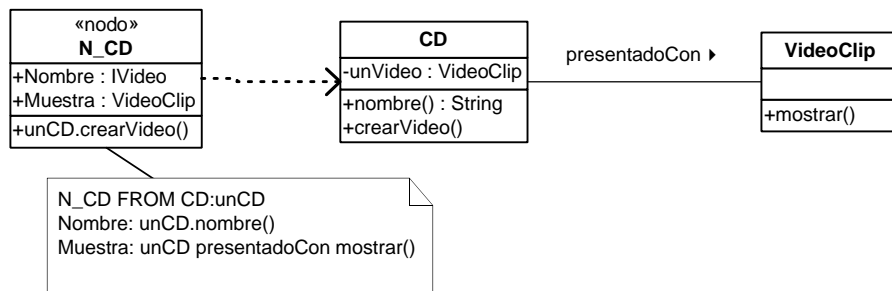 «nodo»
N_CD
+Nombre : IVideo
+Muestra : VideoClip
+unCD.crearVideo()
CD
-unVideo : VideoClip
+nombre() : String
+crearVideo()
presentadoCon
VideoClip
+mostrar()
N_CD FROM CD:unCD
Nombre: unCD.nombre()
Muestra: unCD presentadoCon mostrar()